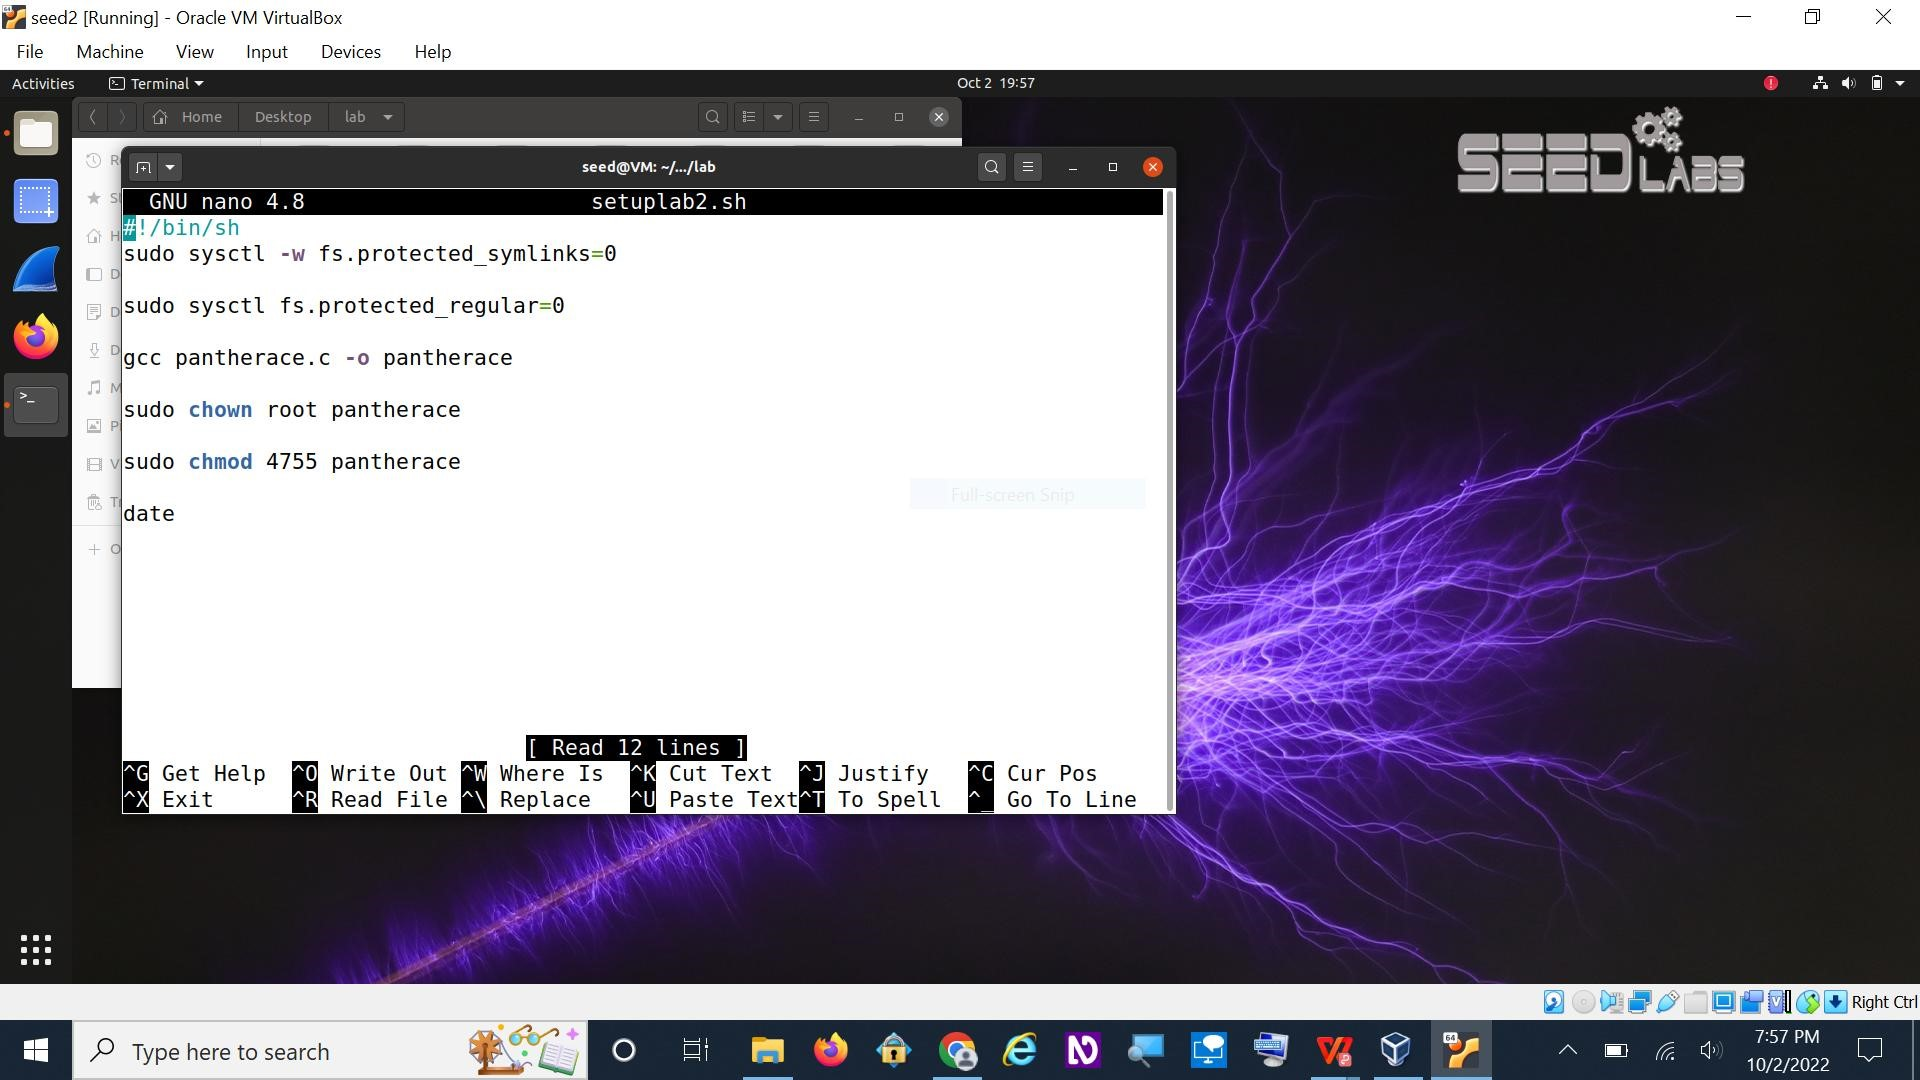 seed2 [Running] - Oracle VM VirtualBox
File Machine View Input Devices Help
Activities Terminal Oct 2 19:57
Home Desktop lab
seed@VM: ~/.../lab
GNU nano 4.8 setuplab2.sh
#!/bin/sh
sudo sysctl -w fs.protected_symlinks=0
sudo sysctl fs.protected_regular=0
gcc pantherace.c -o pantherace
sudo chown root pantherace
sudo chmod 4755 pantherace
Full-screen Snip
date
[ Read 12 lines ]
^G Get Help ^O Write Out ^W Where Is ^K Cut Text ^J Justify ^C Cur Pos
^X Exit ^R Read File ^\ Replace ^U Paste Text ^T To Spell ^_ Go To Line
SEED LABS
Right Ctrl
Type here to search
7:57 PM
10/2/2022